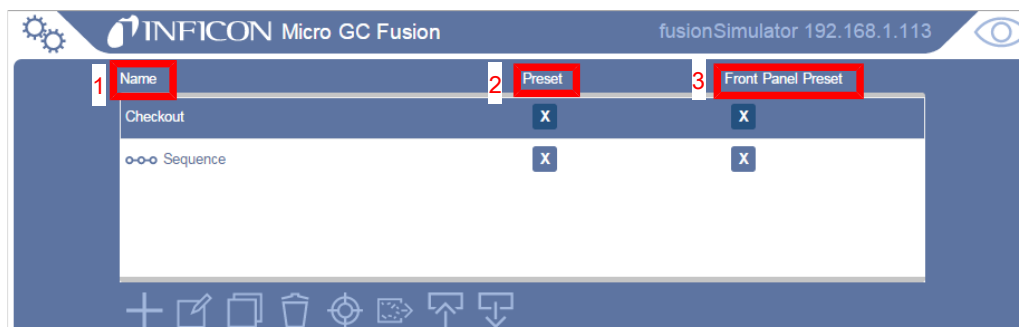 INFICON Micro GC Fusion fusionSimulator 192.168.1.113
1 Name 2 Preset 3 Front Panel Preset
Checkout X X
Sequence X X